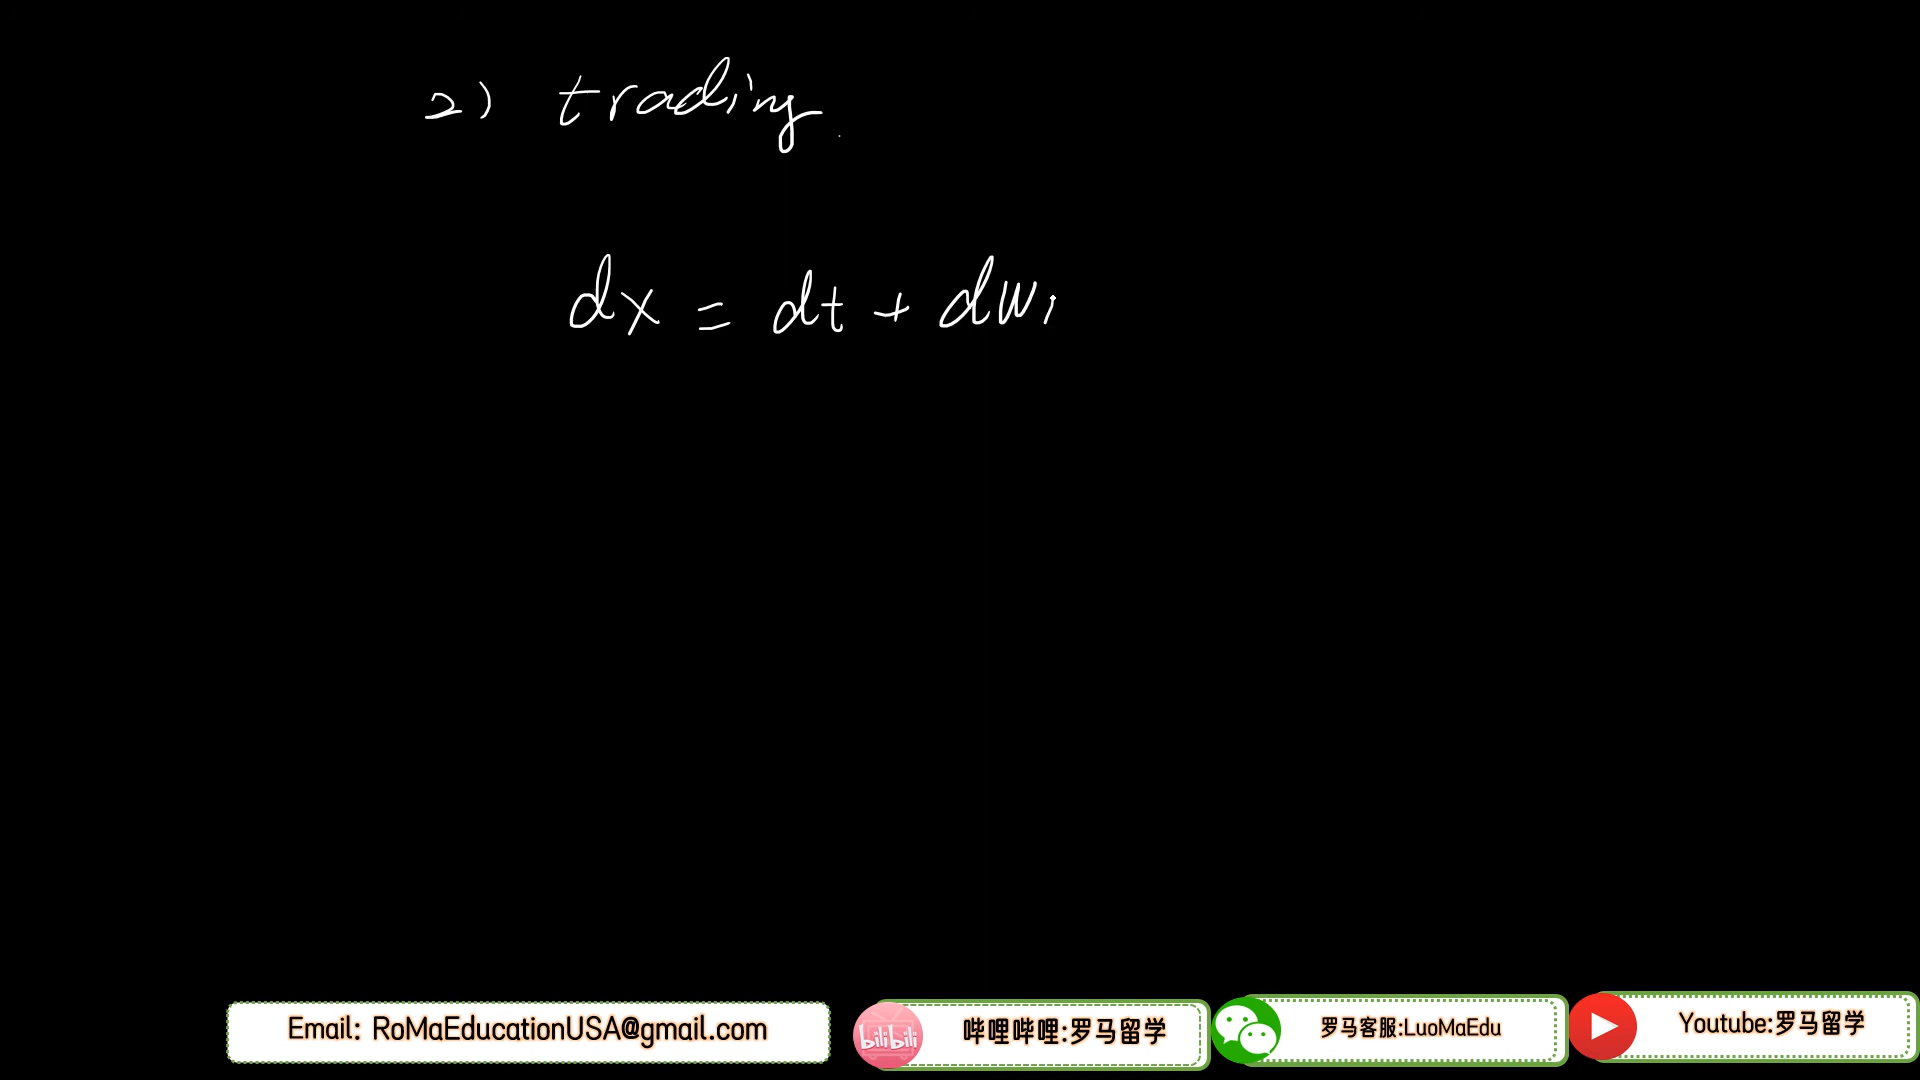 2) trading
dx = dt + dw,
Email: RoMaEducationUSA@gmail.com
bilibili
哔哩哔哩:罗马留学
罗马客服:LuoMaEdu
Youtube:罗马留学